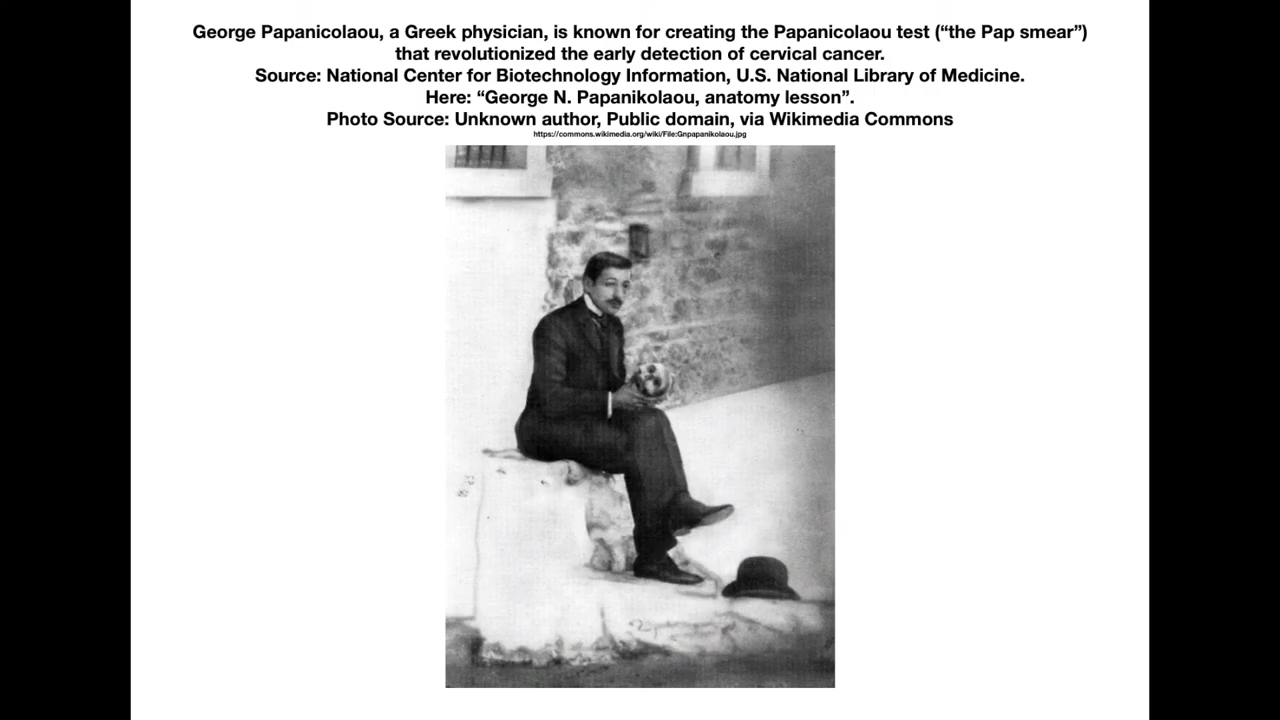 George Papanicolaou, a Greek physician, is known for creating the Papanicolaou test (“the Pap smear”)
that revolutionized the early detection of cervical cancer.
Source: National Center for Biotechnology Information, U.S. National Library of Medicine.
Here: “George N. Papanikolaou, anatomy lesson”.
Photo Source: Unknown author, Public domain, via Wikimedia Commons
https://commons.wikimedia.org/wiki/File:Gnpapanikolaou.jpg